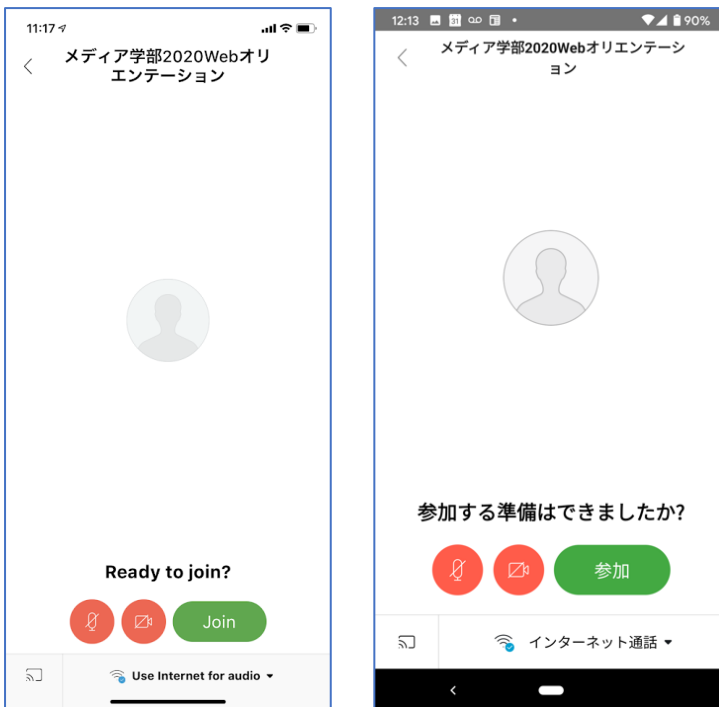 11:17
メディア学部2020Webオリ
エンテーション
Ready to join?
Join
Use Internet for audio
12:13
31
90%
メディア学部2020Webオリエンテーシ
ョン
参加する準備はできましたか?
参加
インターネット通話